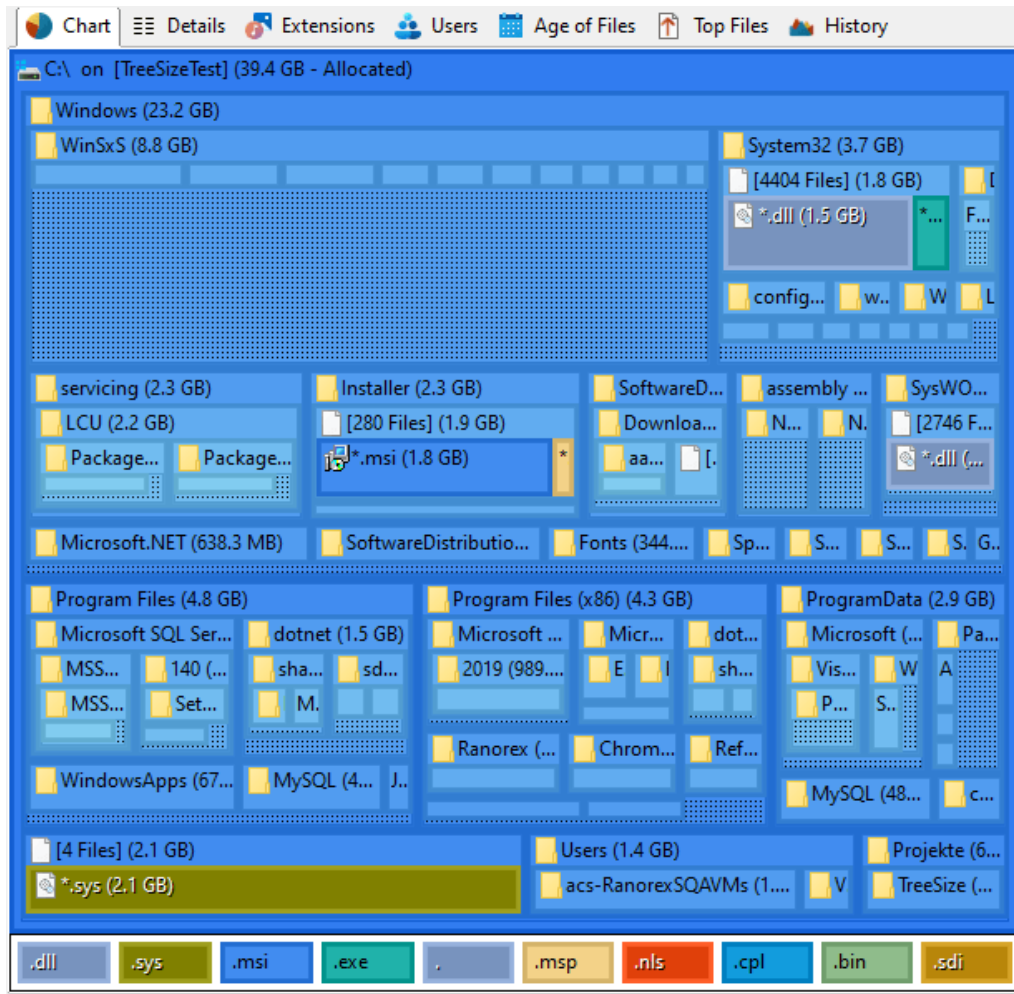 Chart Details Extensions Users Age of Files Top Files History
C:\ on [TreeSizeTest] (39.4 GB - Allocated)
Windows (23.2 GB)
WinSxS (8.8 GB) System32 (3.7 GB)
[4404 Files] (1.8 GB)
*.dll (1.5 GB) *... F...
config... w.. W L
servicing (2.3 GB) Installer (2.3 GB) SoftwareD... assembly ... SysWO...
LCU (2.2 GB) [280 Files] (1.9 GB) Downloa... N... N. [2746 F...
Package... Package... *.msi (1.8 GB) * aa... [. *.dll (...
Microsoft.NET (638.3 MB) SoftwareDistributio... Fonts (344.... Sp... S... S... S. G..
Program Files (4.8 GB) Program Files (x86) (4.3 GB) ProgramData (2.9 GB)
Microsoft SQL Ser... dotnet (1.5 GB) Microsoft ... Micr... dot... Microsoft (... Pa...
MSS... 140 (... sha... sd... 2019 (989.... E sh... Vis... W A
MSS... Set... M. P... S..
Ranorex (... Chrom... Ref...
WindowsApps (67... MySQL (4... J.. MySQL (48... c...
[4 Files] (2.1 GB) Users (1.4 GB) Projekte (6...
*.sys (2.1 GB) acs-RanorexSQAVMs (1.... V TreeSize (...
.dll .sys .msi .exe . .msp .nls .cpl .bin .sdi